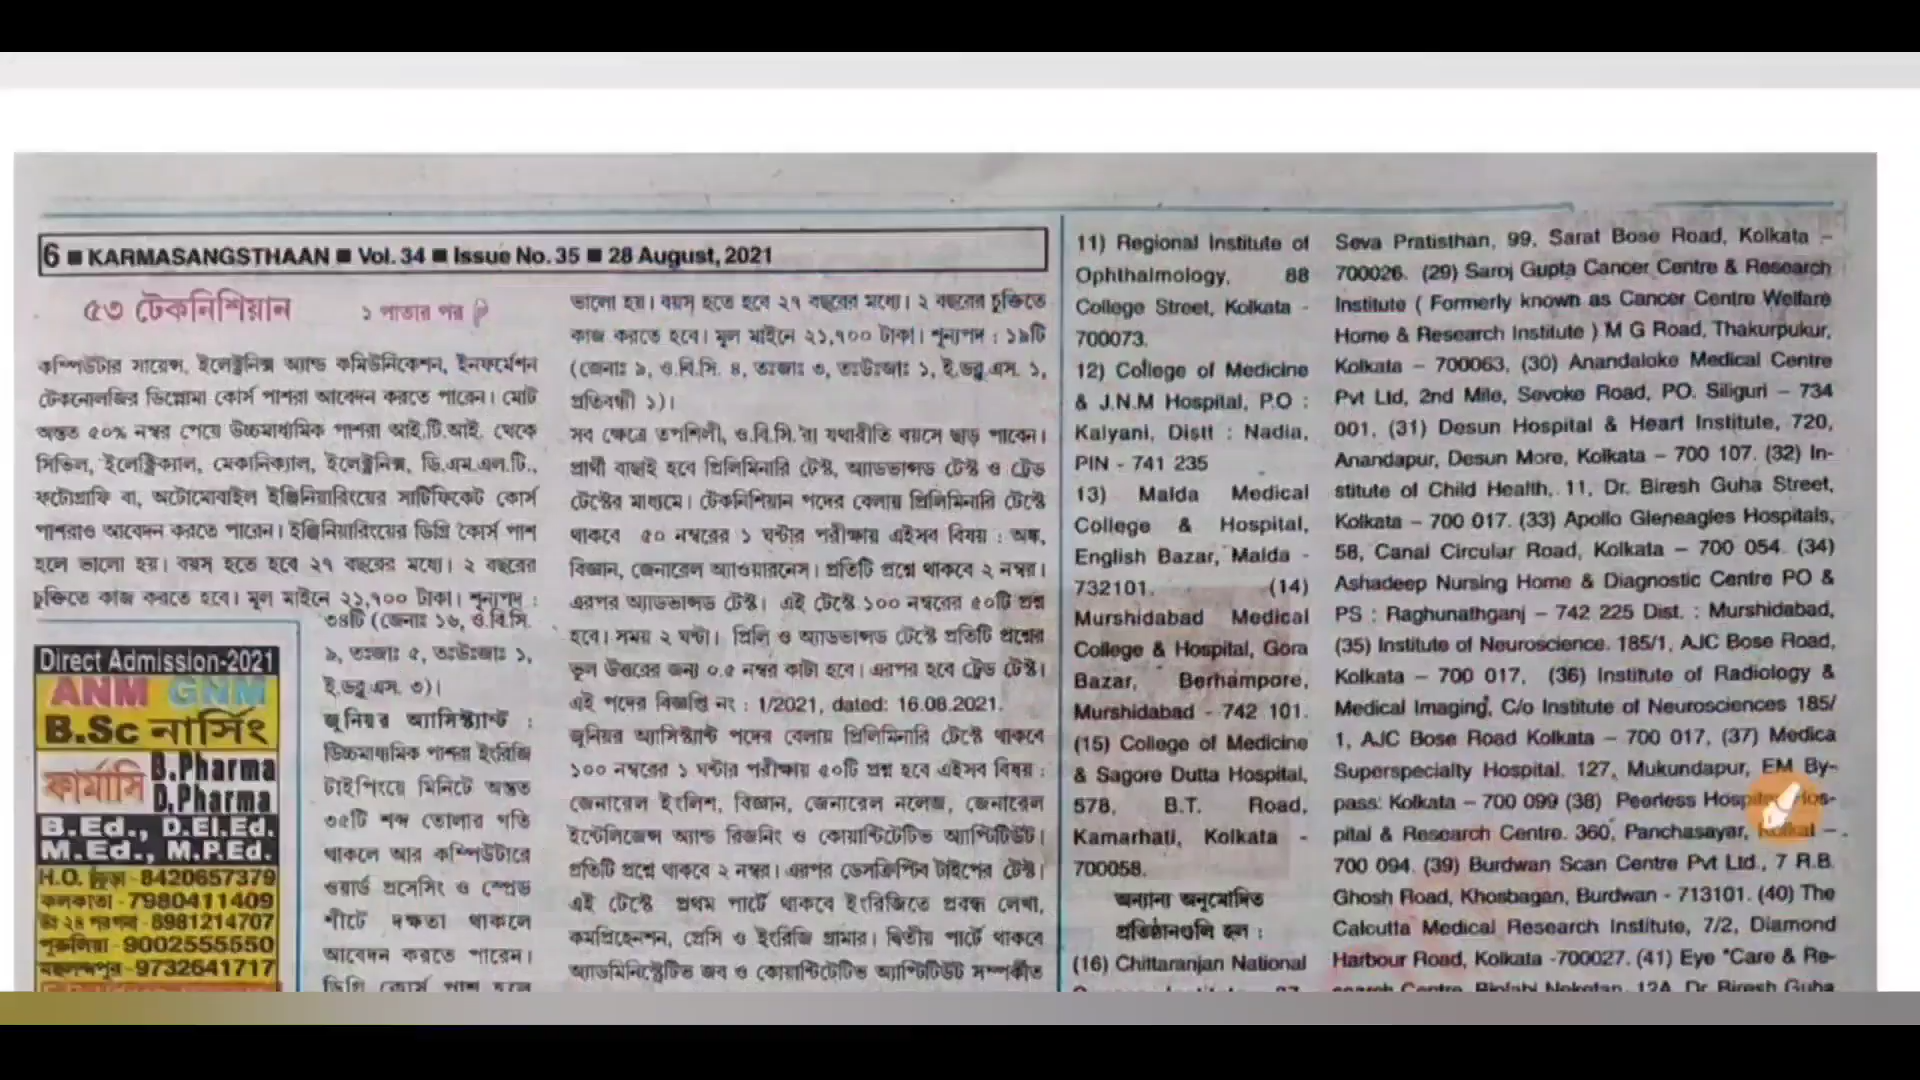 6 ■ KARMASANGSTHAAN ■ Vol. 34 ■ Issue No. 35 ■ 28 August, 2021
৫৩ টেকনিশিয়ান ১ পাতার পর
কম্পিউটার সায়েন্স, ইলেক্ট্রনিক্স অ্যান্ড কমিউনিকেশন, ইনফর্মেশন
টেকনোলজির ডিপ্লোমা কোর্স পাশরা আবেদন করতে পারেন। মোট
অন্তত ৫০% নম্বর পেয়ে উচ্চমাধ্যমিক পাশরা আই.টি.আই. থেকে
সিভিল, ইলেক্ট্রিক্যাল, মেকানিক্যাল, ইলেক্ট্রনিক্স, ডি.এম.এল.টি.,
ফটোগ্রাফি বা, অটোমোবাইল ইঞ্জিনিয়ারিংয়ের সার্টিফিকেট কোর্স
পাশরাও আবেদন করতে পারেন। ইঞ্জিনিয়ারিংয়ের ডিগ্রি কোর্স পাশ
হলে ভালো হয়। বয়স হতে হবে ২৭ বছরের মধ্যে। ২ বছরের
চুক্তিতে কাজ করতে হবে। মূল মাইনে ২১,৭০০ টাকা। শূন্যপদ :
৩৪টি (জেনাঃ ১৬, ও.বি.সি.
৯, তঃজাঃ ৫, তঃউঃজাঃ ১,
ই.ডব্লু.এস. ৩)।
জুনিয়র অ্যাসিস্ট্যান্ট :
উচ্চমাধ্যমিক পাশরা ইংরিজি
টাইপিংয়ে মিনিটে অন্তত
৩৫টি শব্দ তোলার গতি
থাকলে আর কম্পিউটারে
ওয়ার্ড প্রসেসিং ও স্প্রেড
শীটে দক্ষতা থাকলে
আবেদন করতে পারেন।
ডিগ্রি কোর্স পাশ হলে
Direct Admission-2021
ANM GNM
B.Sc নার্সিং
ফার্মাসি B.Pharma
D.Pharma
B.Ed., D.El.Ed.
M.Ed., M.P.Ed.
H.O. চুঁচুড়া - 8420657379
কলকাতা - 7980411409
উঃ ২৪ পরগনা - 8981214707
পুরুলিয়া - 9002555550
9732641717
ভালো হয়। বয়স হতে হবে ২৭ বছরের মধ্যে। ২ বছরের চুক্তিতে
কাজ করতে হবে। মূল মাইনে ২১,৭০০ টাকা। শূন্যপদ : ১৯টি
(জেনাঃ ৯, ও.বি.সি. ৪, তঃজাঃ ৩, তঃউঃজাঃ ১, ই.ডব্লু.এস. ১,
প্রতিবন্ধী ১)।
সব ক্ষেত্রে তপশিলী, ও.বি.সি.'রা যথারীতি বয়সে ছাড় পাবেন।
প্রার্থী বাছাই হবে প্রিলিমিনারি টেস্ট, অ্যাডভান্সড টেস্ট ও ট্রেড
টেস্টের মাধ্যমে। টেকনিশিয়ান পদের বেলায় প্রিলিমিনারি টেস্টে
থাকবে ৫০ নম্বরের ১ ঘন্টার পরীক্ষায় এইসব বিষয় : অঙ্ক,
বিজ্ঞান, জেনারেল অ্যাওয়ারনেস। প্রতিটি প্রশ্নে থাকবে ২ নম্বর।
এরপর অ্যাডভান্সড টেস্ট। এই টেস্টে ১০০ নম্বরের ৫০টি প্রশ্ন
হবে। সময় ২ ঘন্টা। প্রিলি ও অ্যাডভান্সড টেস্টে প্রতিটি প্রশ্নের
ভুল উত্তরের জন্য ০.৫ নম্বর কাটা হবে। এরপর হবে ট্রেড টেস্ট।
এই পদের বিজ্ঞপ্তি নং : 1/2021, dated: 16.08.2021.
জুনিয়র অ্যাসিস্ট্যান্ট পদের বেলায় প্রিলিমিনারি টেস্টে থাকবে
১০০ নম্বরের ১ ঘন্টার পরীক্ষায় ৫০টি প্রশ্ন হবে এইসব বিষয় :
জেনারেল ইংলিশ, বিজ্ঞান, জেনারেল নলেজ, জেনারেল
ইন্টেলিজেন্স অ্যান্ড রিজনিং ও কোয়ান্টিটেটিভ অ্যাপ্টিটিউট।
প্রতিটি প্রশ্নে থাকবে ২ নম্বর। এরপর ডেসক্রিপ্টিব টাইপের টেস্ট।
এই টেস্টে প্রথম পার্টে থাকবে ইংরিজিতে প্রবন্ধ লেখা,
কমপ্রিহেনশন, প্রেসি ও ইংরিজি গ্রামার। দ্বিতীয় পার্টে থাকবে
অ্যাডমিনিস্ট্রেটিভ জব ও কোয়ান্টিটেটিভ অ্যাপ্টিটিউট সম্পর্কীত
11) Regional Institute of
Ophthalmology, 88
College Street, Kolkata -
700073.
12) College of Medicine
& J.N.M Hospital, P.O :
Kalyani, Distt : Nadia,
PIN - 741 235
13) Malda Medical
College & Hospital,
English Bazar, Malda -
732101. (14)
Murshidabad Medical
College & Hospital, Gora
Bazar, Berhampore,
Murshidabad - 742 101.
(15) College of Medicine
& Sagore Dutta Hospital,
578, B.T. Road,
Kamarhati, Kolkata -
700058.
অন্যান্য অনুমোদিত
প্রতিষ্ঠানগুলি হল :
(16) Chittaranjan National
Seva Pratisthan, 99, Sarat Bose Road, Kolkata –
700026. (29) Saroj Gupta Cancer Centre & Research
Institute ( Formerly known as Cancer Centre Welfare
Home & Research Institute ) M G Road, Thakurpukur,
Kolkata – 700063, (30) Anandaloke Medical Centre
Pvt Ltd, 2nd Mile, Sevoke Road, PO. Siliguri – 734
001, (31) Desun Hospital & Heart Institute, 720,
Anandapur, Desun More, Kolkata – 700 107. (32) In-
stitute of Child Health, 11, Dr. Biresh Guha Street,
Kolkata – 700 017. (33) Apollo Gleneagles Hospitals,
58, Canal Circular Road, Kolkata – 700 054. (34)
Ashadeep Nursing Home & Diagnostic Centre PO &
PS : Raghunathganj – 742 225 Dist. : Murshidabad,
(35) Institute of Neuroscience. 185/1, AJC Bose Road,
Kolkata – 700 017, (36) Institute of Radiology &
Medical Imaging, C/o Institute of Neurosciences 185/
1, AJC Bose Road Kolkata – 700 017, (37) Medica
Superspecialty Hospital. 127, Mukundapur, EM By-
pass: Kolkata – 700 099 (38) Peerless Hos-
pital & Research Centre. 360, Panchasayar, –
700 094. (39) Burdwan Scan Centre Pvt Ltd., 7 R.B.
Ghosh Road, Khosbagan, Burdwan - 713101. (40) The
Calcutta Medical Research Institute, 7/2, Diamond
Harbour Road, Kolkata -700027. (41) Eye Care & Re-
search Centre, Dr. Biresh Guha